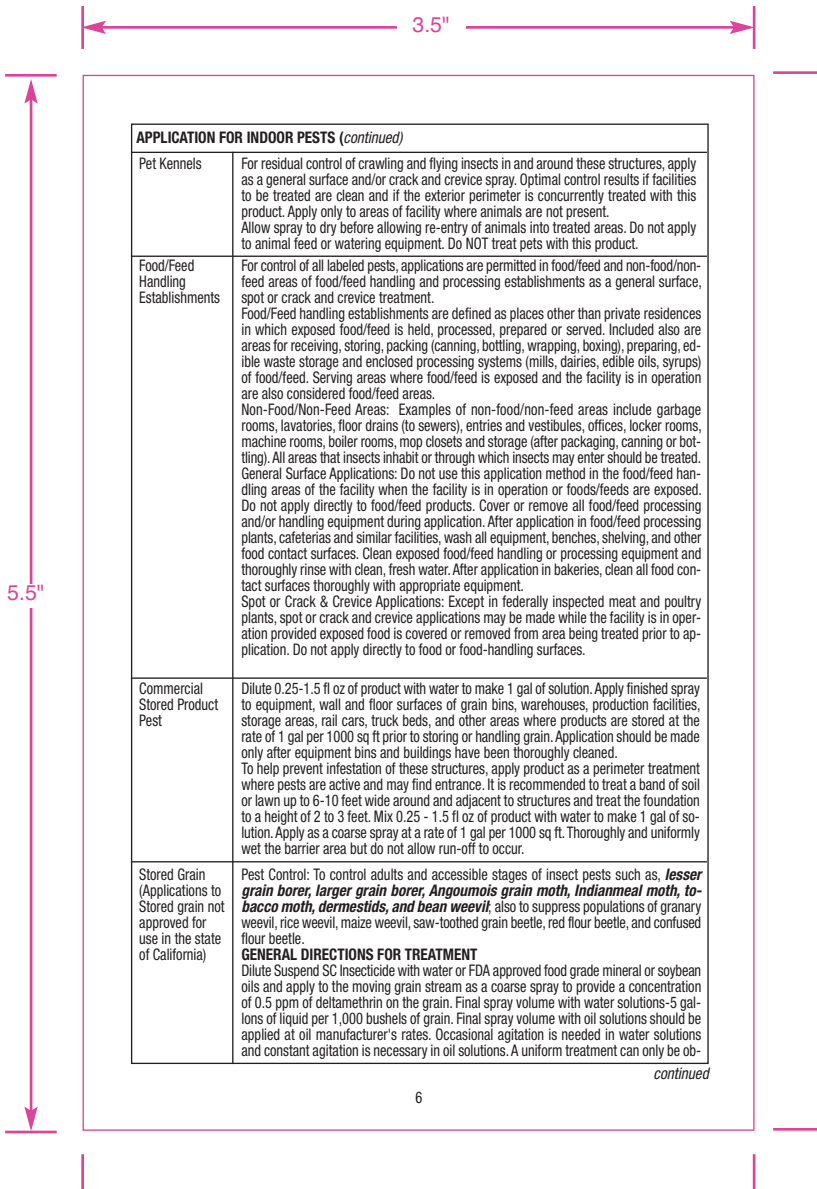 3.5"
5.5"
APPLICATION FOR INDOOR PESTS (continued)
Pet Kennels
For residual control of crawling and flying insects in and around these structures, apply
as a general surface and/or crack and crevice spray. Optimal control results if facilities
to be treated are clean and if the exterior perimeter is concurrently treated with this
product. Apply only to areas of facility where animals are not present.
Allow spray to dry before allowing re-entry of animals into treated areas. Do not apply
to animal feed or watering equipment. Do NOT treat pets with this product.
Food/Feed
Handling
Establishments
For control of all labeled pests, applications are permitted in food/feed and non-food/non-
feed areas of food/feed handling and processing establishments as a general surface,
spot or crack and crevice treatment.
Food/Feed handling establishments are defined as places other than private residences
in which exposed food/feed is held, processed, prepared or served. Included also are
areas for receiving, storing, packing (canning, bottling, wrapping, boxing), preparing, ed-
ible waste storage and enclosed processing systems (mills, dairies, edible oils, syrups)
of food/feed. Serving areas where food/feed is exposed and the facility is in operation
are also considered food/feed areas.
Non-Food/Non-Feed Areas: Examples of non-food/non-feed areas include garbage
rooms, lavatories, floor drains (to sewers), entries and vestibules, offices, locker rooms,
machine rooms, boiler rooms, mop closets and storage (after packaging, canning or bot-
tling). All areas that insects inhabit or through which insects may enter should be treated.
General Surface Applications: Do not use this application method in the food/feed han-
dling areas of the facility when the facility is in operation or foods/feeds are exposed.
Do not apply directly to food/feed products. Cover or remove all food/feed processing
and/or handling equipment during application. After application in food/feed processing
plants, cafeterias and similar facilities, wash all equipment, benches, shelving, and other
food contact surfaces. Clean exposed food/feed handling or processing equipment and
thoroughly rinse with clean, fresh water. After application in bakeries, clean all food con-
tact surfaces thoroughly with appropriate equipment.
Spot or Crack & Crevice Applications: Except in federally inspected meat and poultry
plants, spot or crack and crevice applications may be made while the facility is in oper-
ation provided exposed food is covered or removed from area being treated prior to ap-
plication. Do not apply directly to food or food-handling surfaces.
Commercial
Stored Product
Pest
Dilute 0.25-1.5 fl oz of product with water to make 1 gal of solution. Apply finished spray
to equipment, wall and floor surfaces of grain bins, warehouses, production facilities,
storage areas, rail cars, truck beds, and other areas where products are stored at the
rate of 1 gal per 1000 sq ft prior to storing or handling grain. Application should be made
only after equipment bins and buildings have been thoroughly cleaned.
To help prevent infestation of these structures, apply product as a perimeter treatment
where pests are active and may find entrance. It is recommended to treat a band of soil
or lawn up to 6-10 feet wide around and adjacent to structures and treat the foundation
to a height of 2 to 3 feet. Mix 0.25 - 1.5 fl oz of product with water to make 1 gal of so-
lution. Apply as a coarse spray at a rate of 1 gal per 1000 sq ft. Thoroughly and uniformly
wet the barrier area but do not allow run-off to occur.
Stored Grain
(Applications to
Stored grain not
approved for
use in the state
of California)
Pest Control: To control adults and accessible stages of insect pests such as, lesser
grain borer, larger grain borer, Angoumois grain moth, Indianmeal moth, to-
bacco moth, dermestids, and bean weevil; also to suppress populations of granary
weevil, rice weevil, maize weevil, saw-toothed grain beetle, red flour beetle, and confused
flour beetle.
GENERAL DIRECTIONS FOR TREATMENT
Dilute Suspend SC Insecticide with water or FDA approved food grade mineral or soybean
oils and apply to the moving grain stream as a coarse spray to provide a concentration
of 0.5 ppm of deltamethrin on the grain. Final spray volume with water solutions-5 gal-
lons of liquid per 1,000 bushels of grain. Final spray volume with oil solutions should be
applied at oil manufacturer's rates. Occasional agitation is needed in water solutions
and constant agitation is necessary in oil solutions. A uniform treatment can only be ob-
continued
6